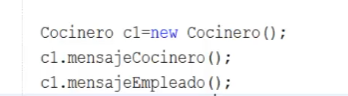 Cocinero c1=new Cocinero();
c1.mensajeCocinero();
c1.mensajeEmpleado();